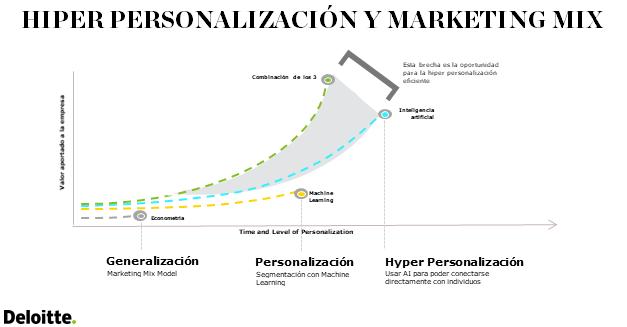 HIPER PERSONALIZACIÓN Y MARKETING MIX
Esta brecha es la oportunidad
para la hiper personalización
eficiente
Combinación de los 3
Inteligencia
artificial
Valor aportado a la empresa
Machine
Learning
Econometría
Time and Level of Personalization
Generalización
Marketing Mix Model
Personalización
Segmentación con Machine
Learning
Hyper Personalización
Usar AI para poder conectarse
directamente con individuos
Deloitte.